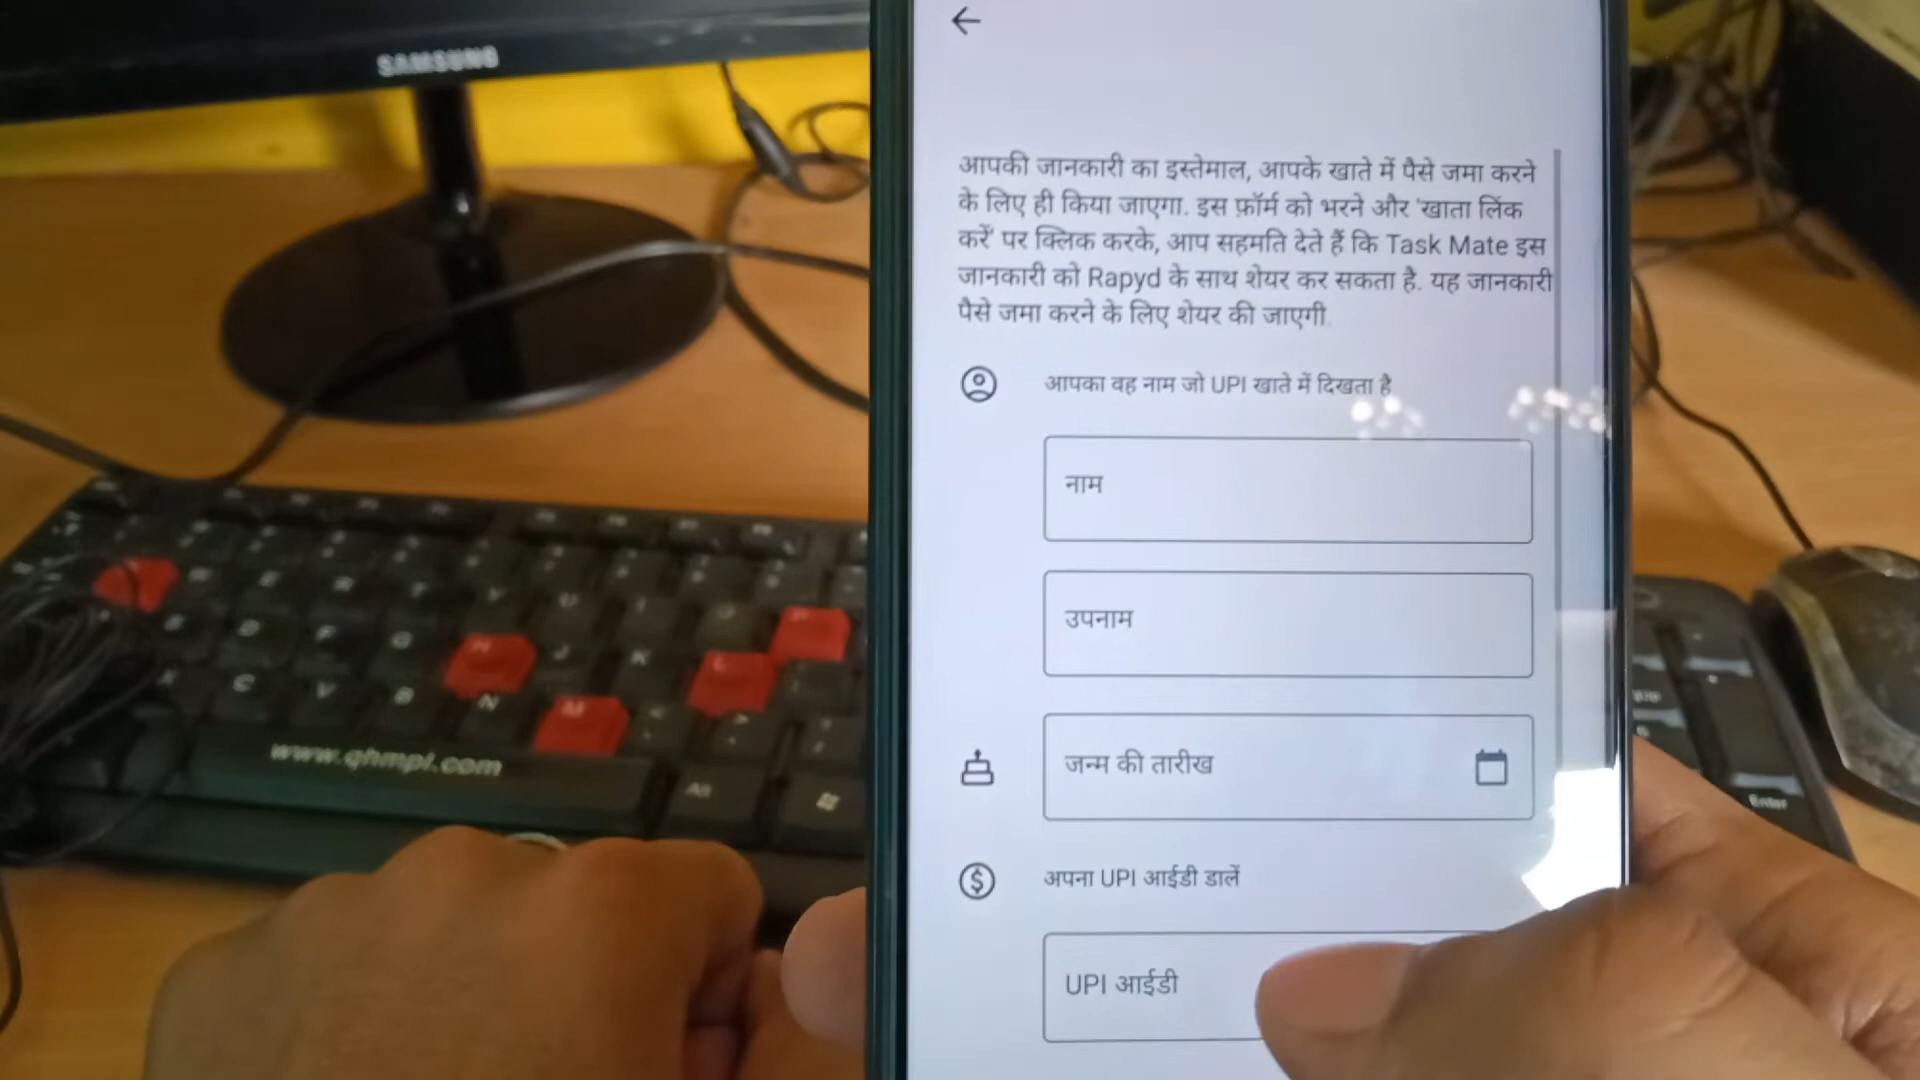 SAMSUNG
आपकी जानकारी का इस्तेमाल, आपके खाते में पैसे जमा करने
के लिए ही किया जाएगा. इस फ़ॉर्म को भरने और 'खाता लिंक
करें' पर क्लिक करके, आप सहमति देते हैं कि Task Mate इस
जानकारी को Rapyd के साथ शेयर कर सकता है. यह जानकारी
पैसे जमा करने के लिए शेयर की जाएगी.
आपका वह नाम जो UPI खाते में दिखता है
नाम
उपनाम
जन्म की तारीख
अपना UPI आईडी डालें
UPI आईडी
E R T Y U I
D F G H J K L P
X C V B N M
www.qhmpl.com
Alt
Enter